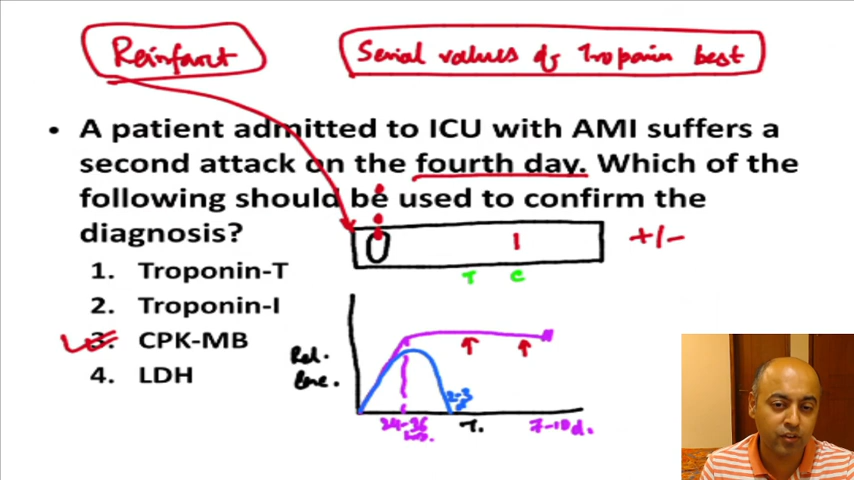 Reinfarct
Serial values of Troponin best
• A patient admitted to ICU with AMI suffers a
second attack on the fourth day. Which of the
following should be used to confirm the
diagnosis?
+/-
T C
1. Troponin-T
2. Troponin-I
3. CPK-MB
4. LDH
Rel.
Conc.
2-3
24-36
hrs.
T.
7-10d.